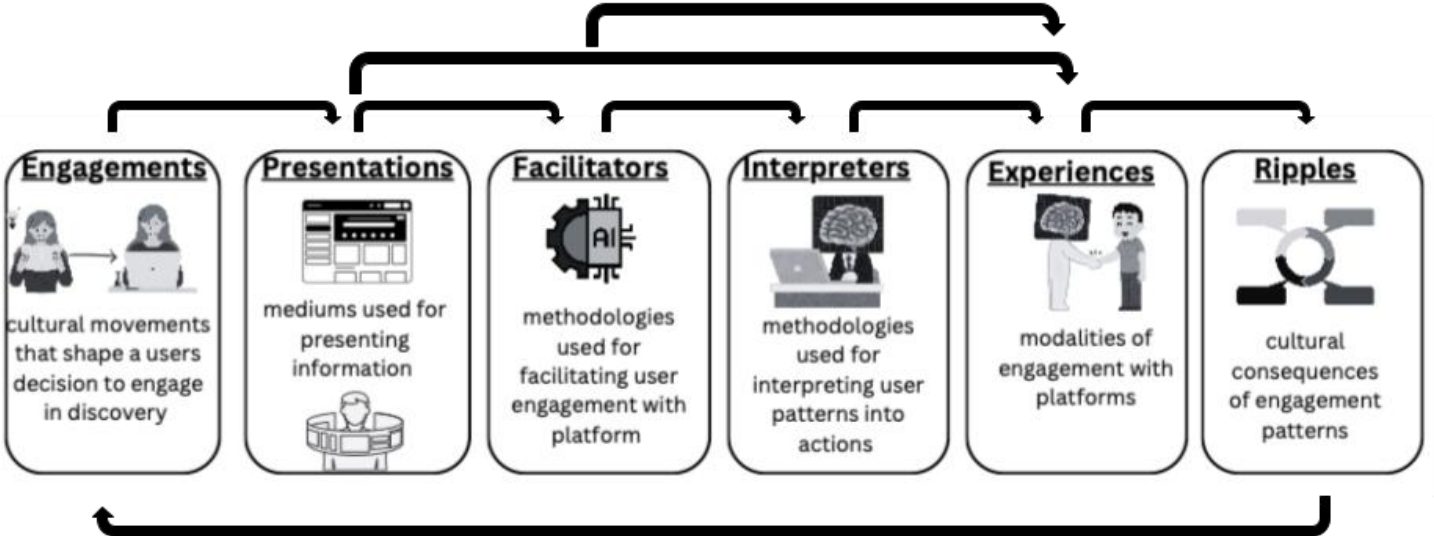 Engagements
cultural movements
that shape a users
decision to engage
in discovery
Presentations
mediums used for
presenting
information
Facilitators
AI
methodologies
used for
facilitating user
engagement with
platform
Interpreters
methodologies
used for
interpreting user
patterns into
actions
Experiences
modalities of
engagement with
platforms
Ripples
cultural
consequences
of engagement
patterns